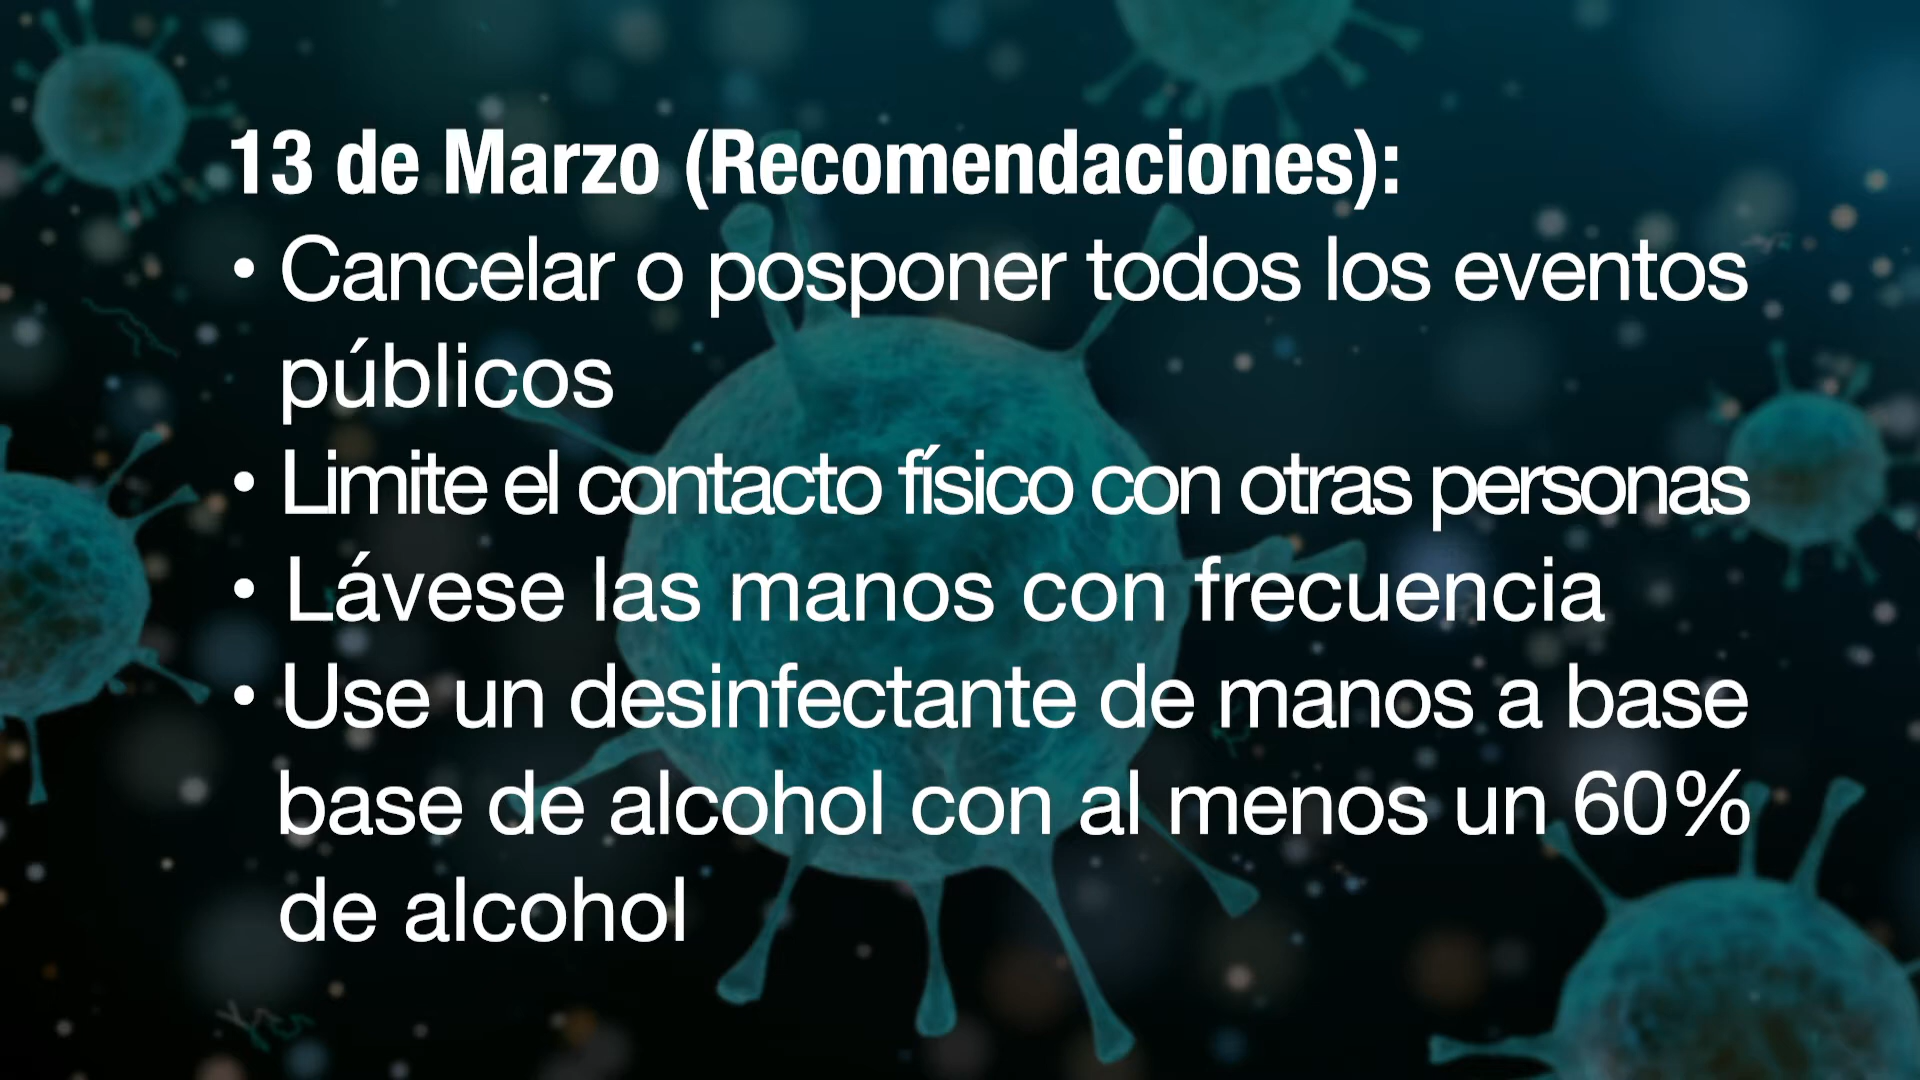 13 de Marzo (Recomendaciones):
• Cancelar o posponer todos los eventos
públicos
• Limite el contacto físico con otras personas
• Lávese las manos con frecuencia
• Use un desinfectante de manos a base
base de alcohol con al menos un 60%
de alcohol